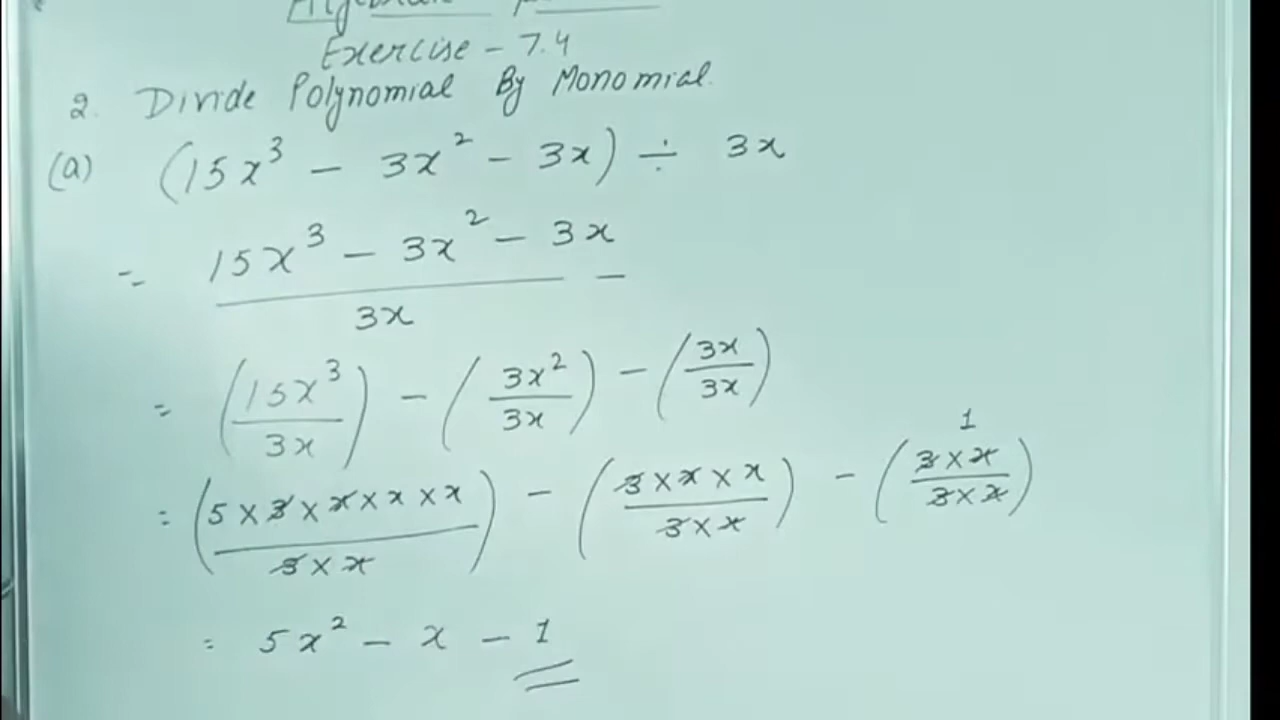 Exercise - 7.4
2. Divide Polynomial By Monomial.
(a) (15x³ - 3x² - 3x) ÷ 3x
= 15x³ - 3x² - 3x
3x
= (15x³/3x) - (3x²/3x) - (3x/3x)
1
= (5×3×x×x×x/3×x) - (3×x×x/3×x) - (3×x/3×x)
= 5x² - x - 1